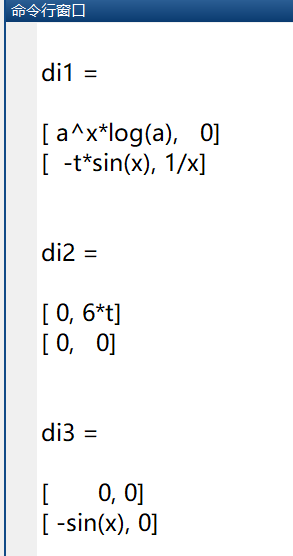 命令行窗口
di1 =
[ a^x*log(a),   0]
[  -t*sin(x), 1/x]
di2 =
[ 0, 6*t]
[ 0,   0]
di3 =
[       0, 0]
[ -sin(x), 0]